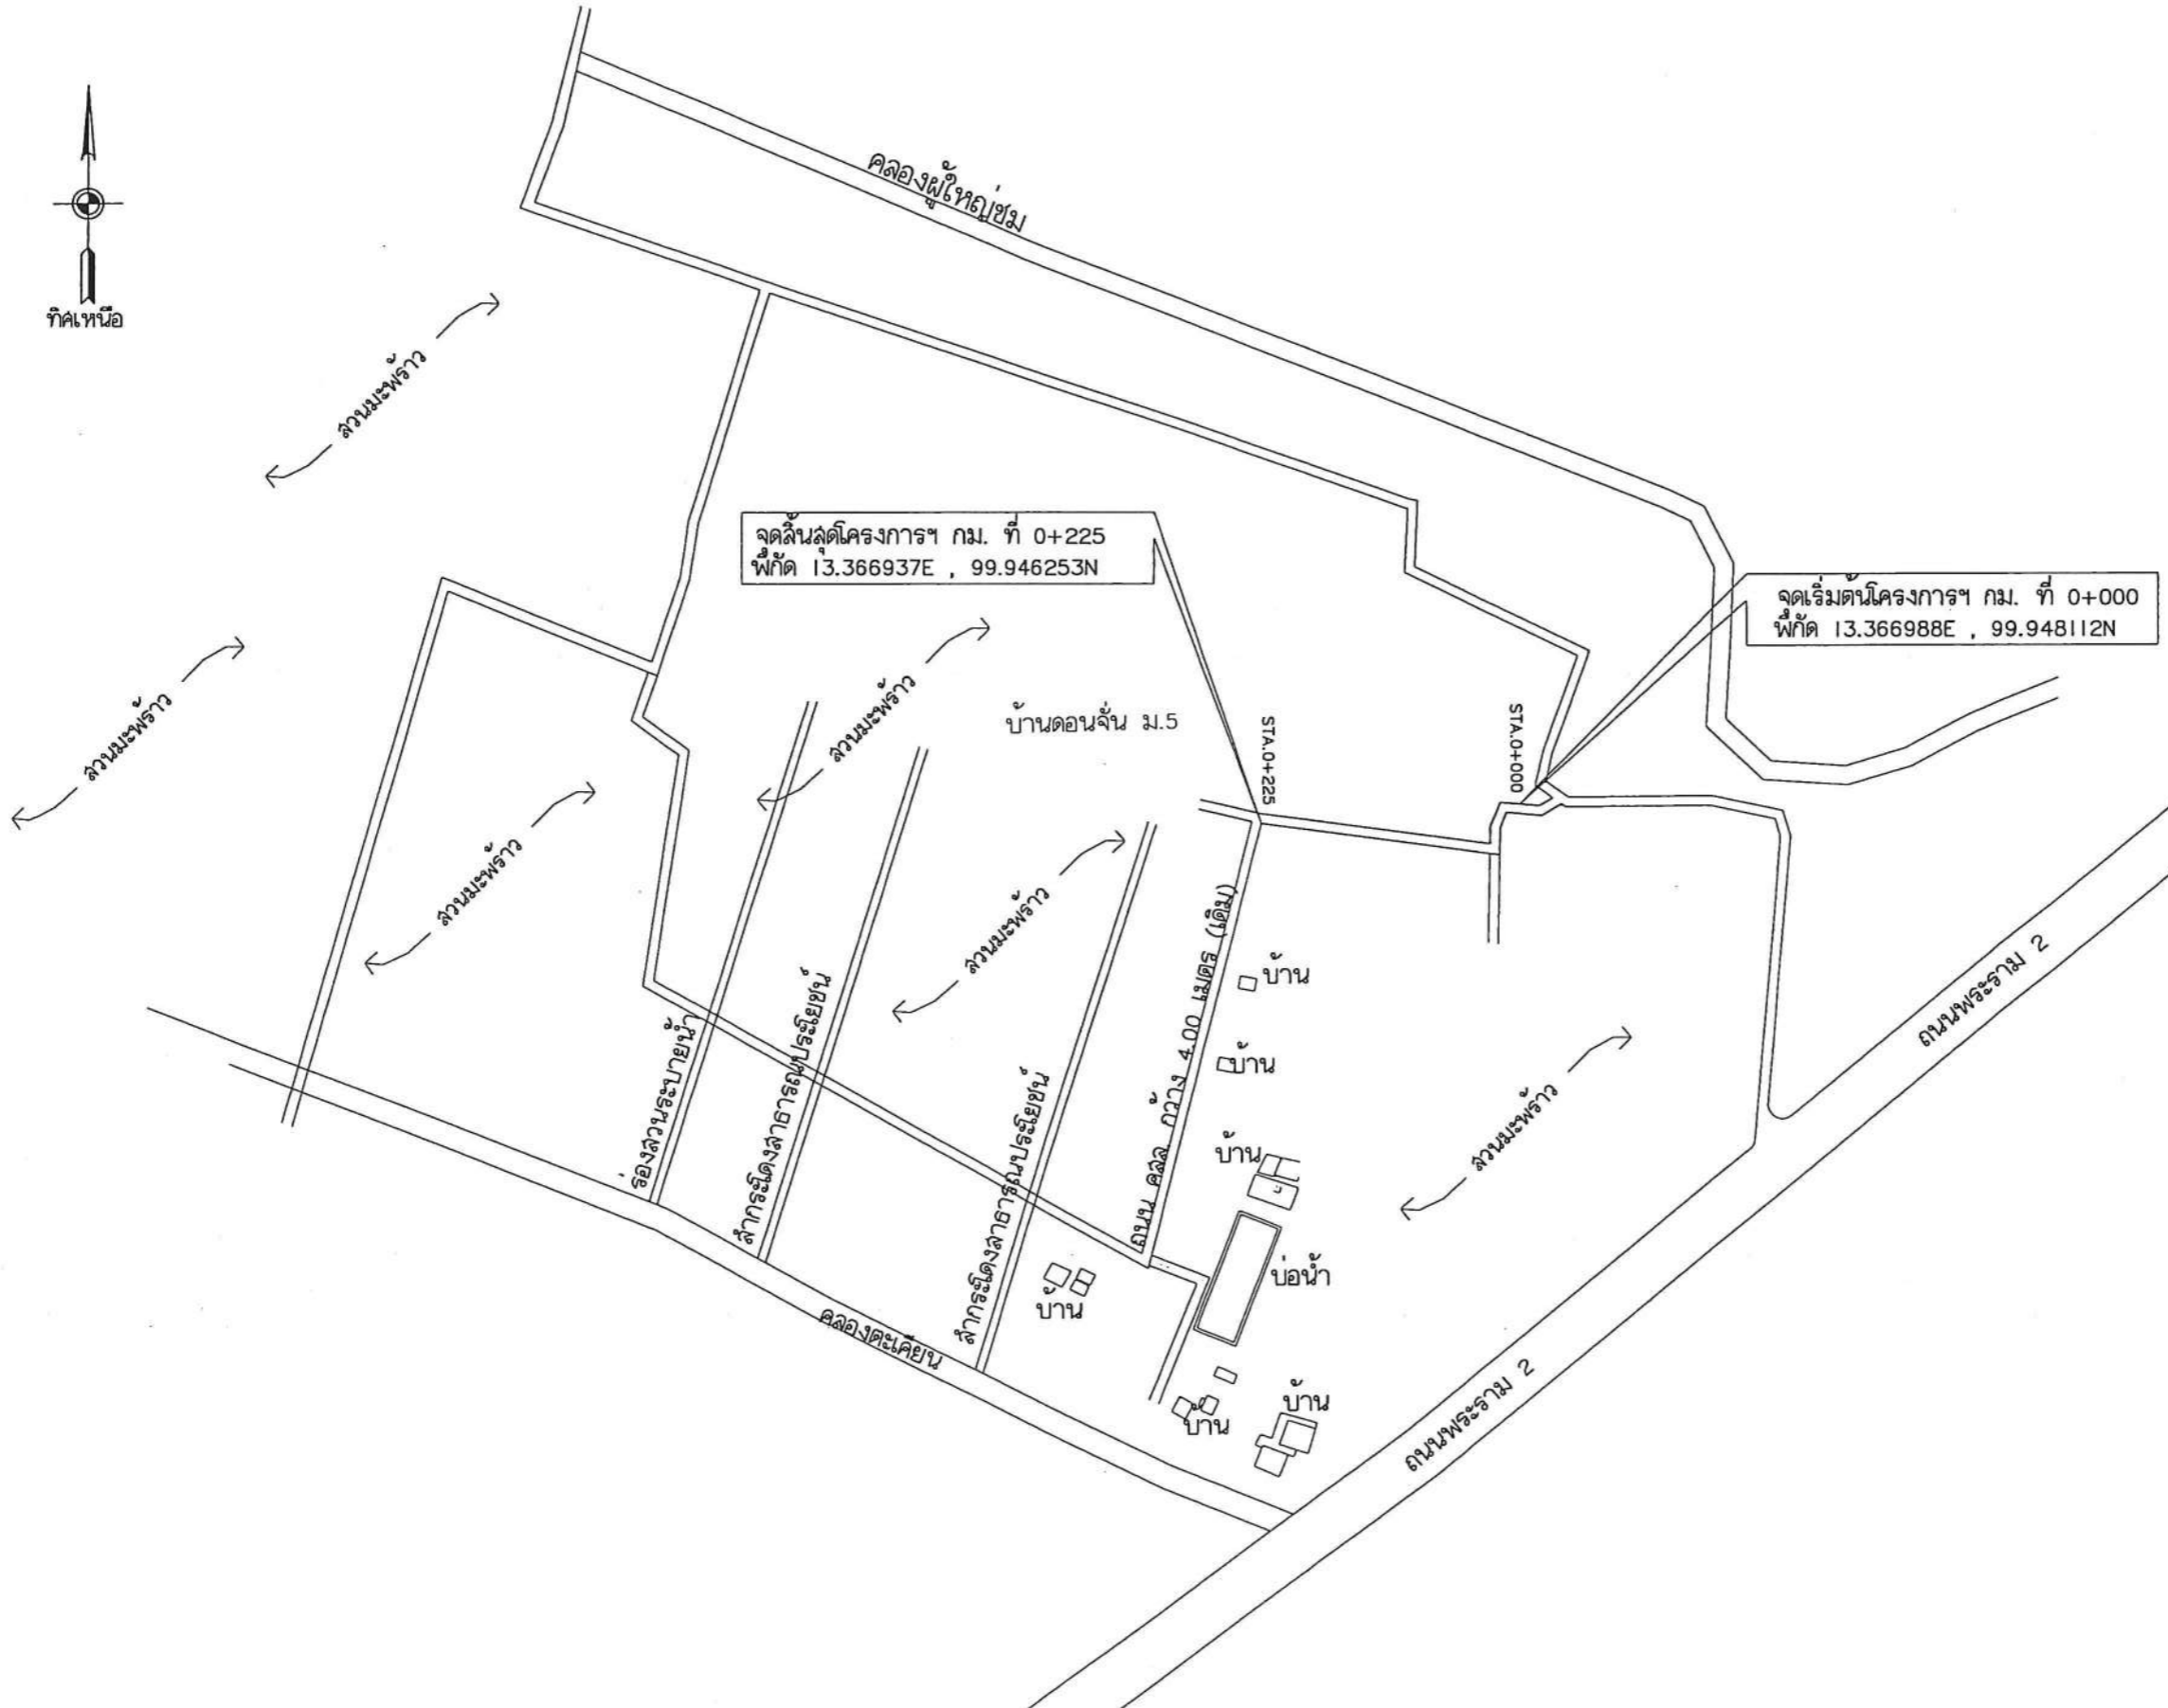 คลองผู้ใหญ่ชม
ทิศเหนือ
สวนมะพร้าว
จุดสิ้นสุดโครงการฯ กม. ที่ 0+225
พิกัด 13.366937E , 99.946253N
จุดเริ่มต้นโครงการฯ กม. ที่ 0+000
พิกัด 13.366988E , 99.948112N
สวนมะพร้าว
สวนมะพร้าว
บ้านดอนจั่น ม.5
STA.0+225
STA.0+000
สวนมะพร้าว
สวนมะพร้าว
ถนน คสล. กว้าง 4.00 เมตร (เดิม)
บ้าน
ถนนพระราม 2
ร่องสวนระบายน้ำ
ลำกระโดงสาธารณประโยชน์
ลำกระโดงสาธารณประโยชน์
บ้าน
สวนมะพร้าว
บ้าน
บ่อน้ำ
บ้าน
คลองตะเคียน
บ้าน
บ้าน
ถนนพระราม 2